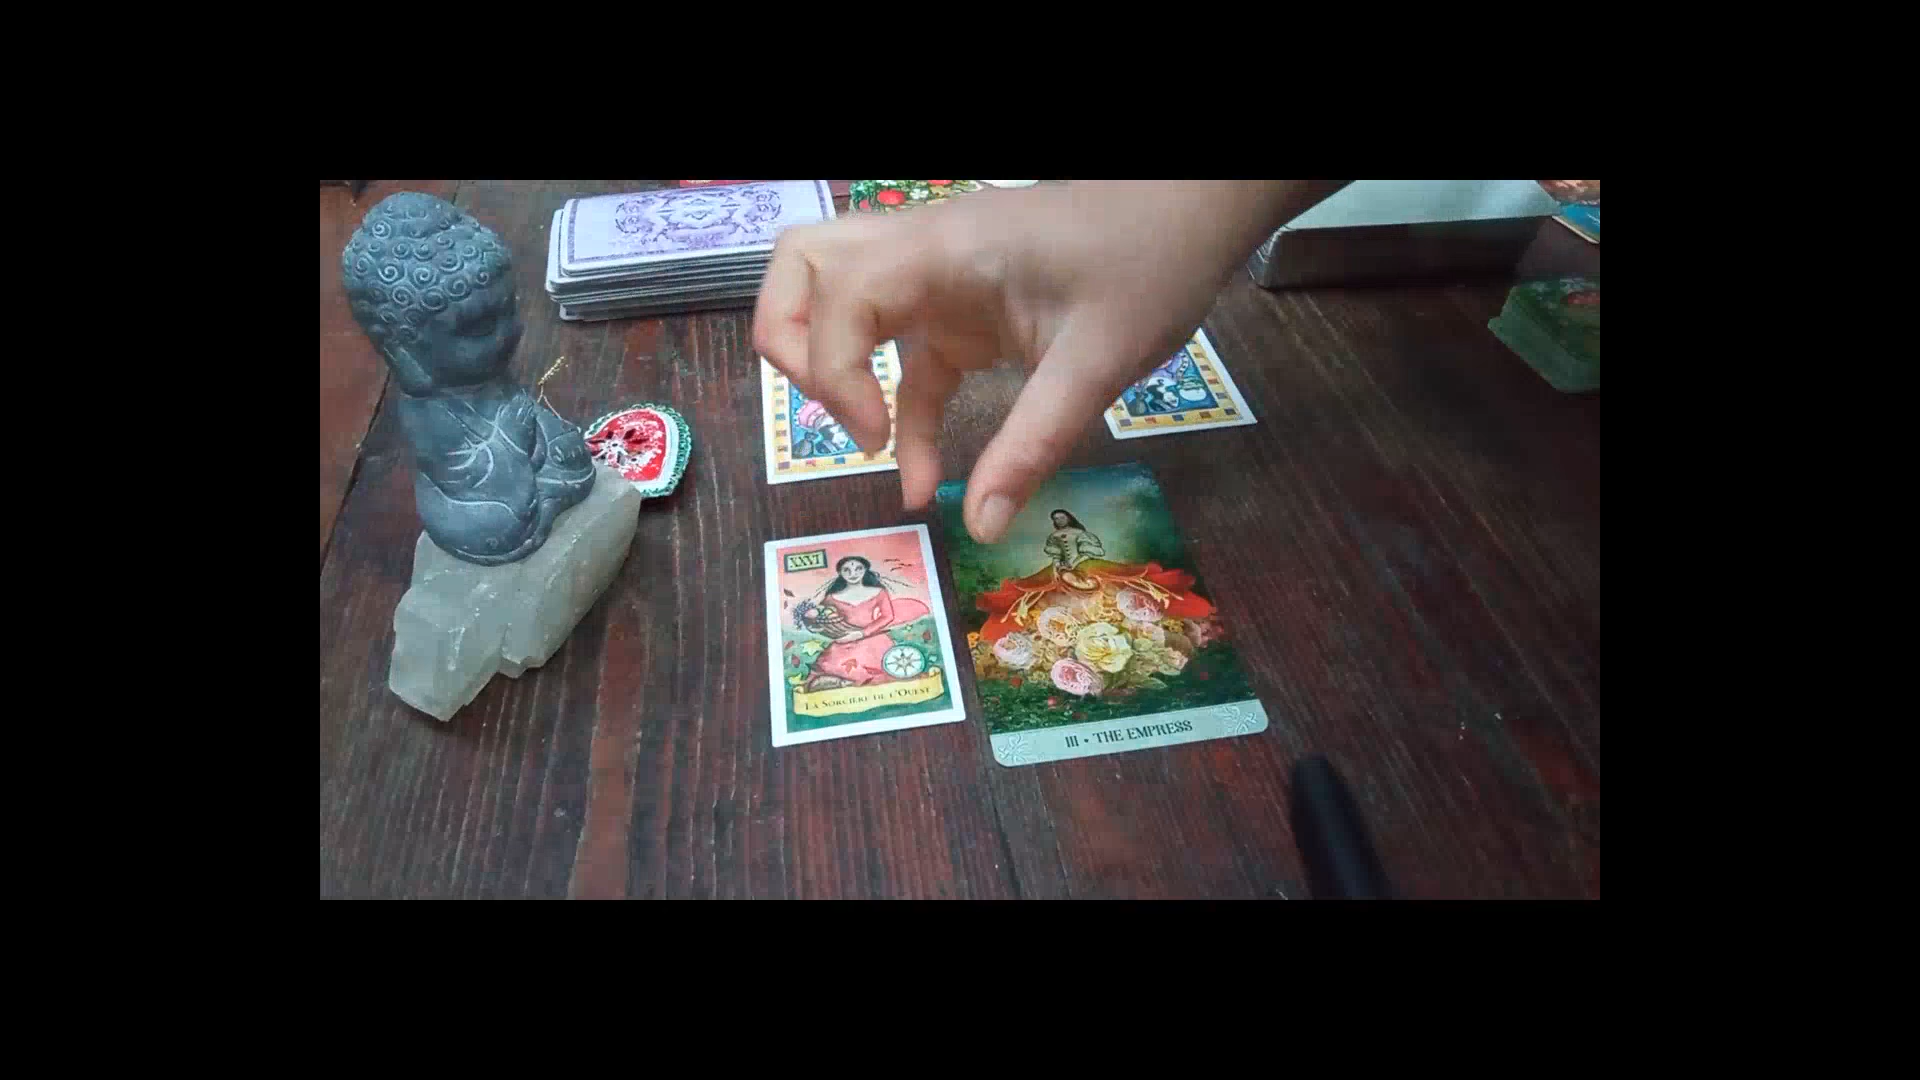 XXVI
La Sorcière de l'Ouest
III • THE EMPRESS